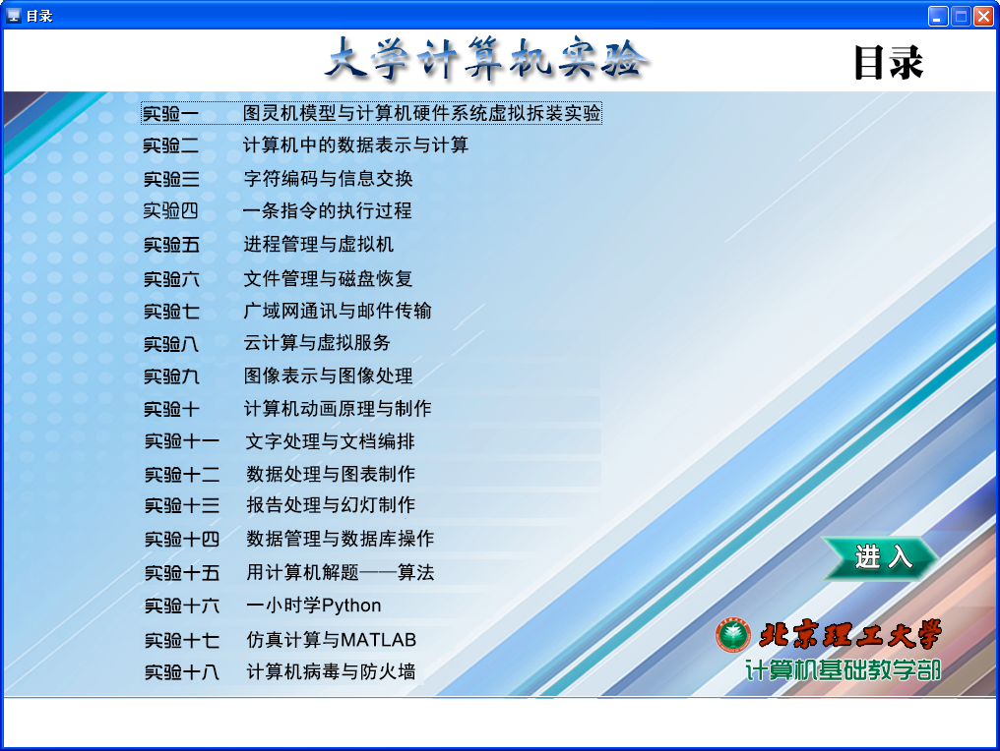 目录
大学计算机实验 目录
实验一 图灵机模型与计算机硬件系统虚拟拆装实验
实验二 计算机中的数据表示与计算
实验三 字符编码与信息交换
实验四 一条指令的执行过程
实验五 进程管理与虚拟机
实验六 文件管理与磁盘恢复
实验七 广域网通讯与邮件传输
实验八 云计算与虚拟服务
实验九 图像表示与图像处理
实验十 计算机动画原理与制作
实验十一 文字处理与文档编排
实验十二 数据处理与图表制作
实验十三 报告处理与幻灯制作
实验十四 数据管理与数据库操作
实验十五 用计算机解题——算法
实验十六 一小时学Python
实验十七 仿真计算与MATLAB
实验十八 计算机病毒与防火墙
进入
北京理工大学
计算机基础教学部